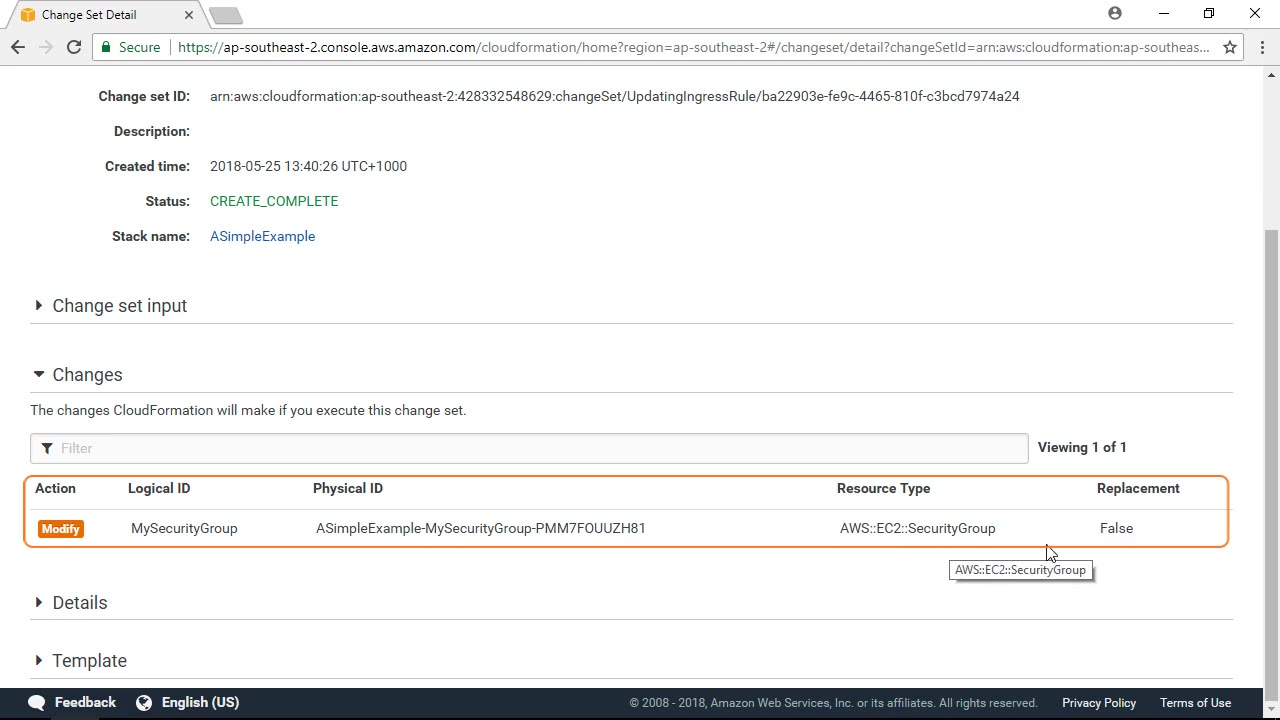 Change Set Detail
Secure https://ap-southeast-2.console.aws.amazon.com/cloudformation/home?region=ap-southeast-2#/changeset/detail?changeSetId=arn:aws:cloudformation:ap-southeas...
Change set ID: arn:aws:cloudformation:ap-southeast-2:428332548629:changeSet/UpdatingIngressRule/ba22903e-fe9c-4465-810f-c3bcd7974a24
Description:
Created time: 2018-05-25 13:40:26 UTC+1000
Status: CREATE_COMPLETE
Stack name: ASimpleExample
Change set input
Changes
The changes CloudFormation will make if you execute this change set.
Filter Viewing 1 of 1
Action Logical ID Physical ID Resource Type Replacement
Modify MySecurityGroup ASimpleExample-MySecurityGroup-PMM7FOUUZH81 AWS::EC2::SecurityGroup False
AWS::EC2::SecurityGroup
Details
Template
Feedback English (US) © 2008 - 2018, Amazon Web Services, Inc. or its affiliates. All rights reserved. Privacy Policy Terms of Use